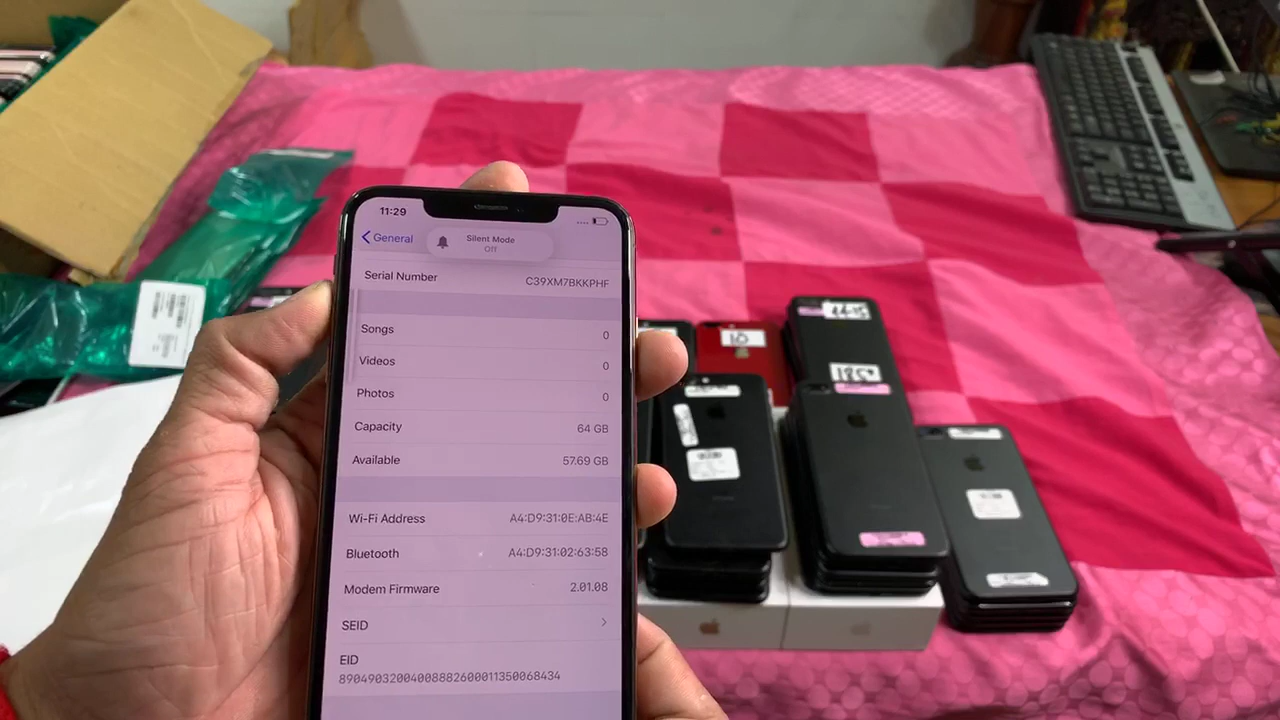 11:29
General
Silent Mode
Off
Serial Number C39XM7BKKPHF
Songs 0
Videos 0
Photos 0
Capacity 64 GB
Available 57.69 GB
Wi-Fi Address A4:D9:31:0E:AB:4E
Bluetooth A4:D9:31:02:63:58
Modem Firmware 2.01.08
SEID
EID
89049032004008882600011350068434
10
185+